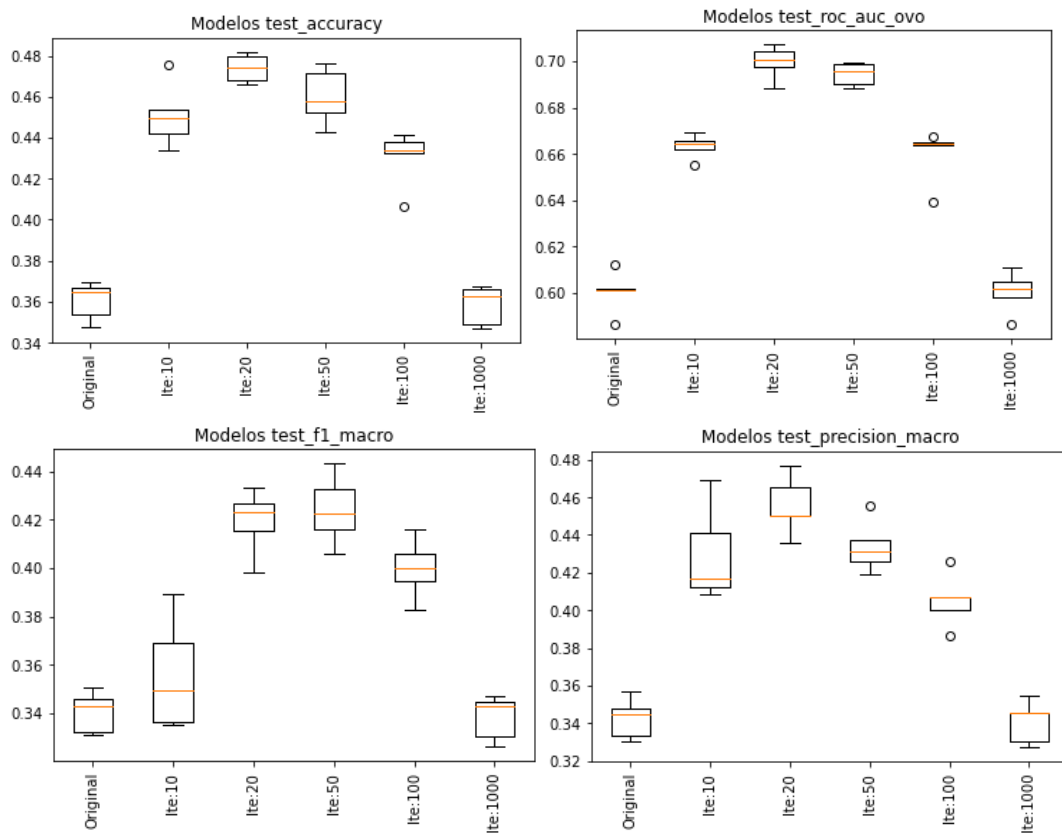 Modelos test_accuracy
0.48
0.46
0.44
0.42
0.40
0.38
0.36
0.34
Original
Ite:10
Ite:20
Ite:50
Ite:100
Ite:1000
Modelos test_roc_auc_ovo
0.70
0.68
0.66
0.64
0.62
0.60
Original
Ite:10
Ite:20
Ite:50
Ite:100
Ite:1000
Modelos test_f1_macro
0.44
0.42
0.40
0.38
0.36
0.34
Original
Ite:10
Ite:20
Ite:50
Ite:100
Ite:1000
Modelos test_precision_macro
0.48
0.46
0.44
0.42
0.40
0.38
0.36
0.34
0.32
Original
Ite:10
Ite:20
Ite:50
Ite:100
Ite:1000